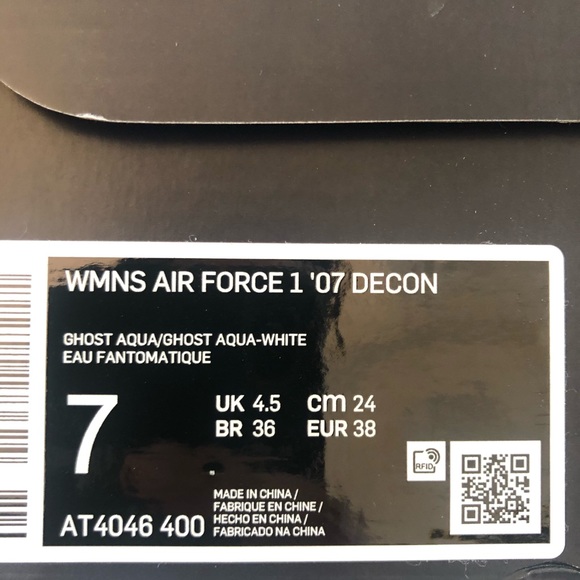 WMNS AIR FORCE 1 '07 DECON
GHOST AQUA/GHOST AQUA-WHITE
EAU FANTOMATIQUE
7
UK 4.5 cm 24
BR 36 EUR 38
RFID
AT4046 400
MADE IN CHINA /
FABRIQUE EN CHINE /
HECHO EN CHINA /
FABRICADO NA CHINA